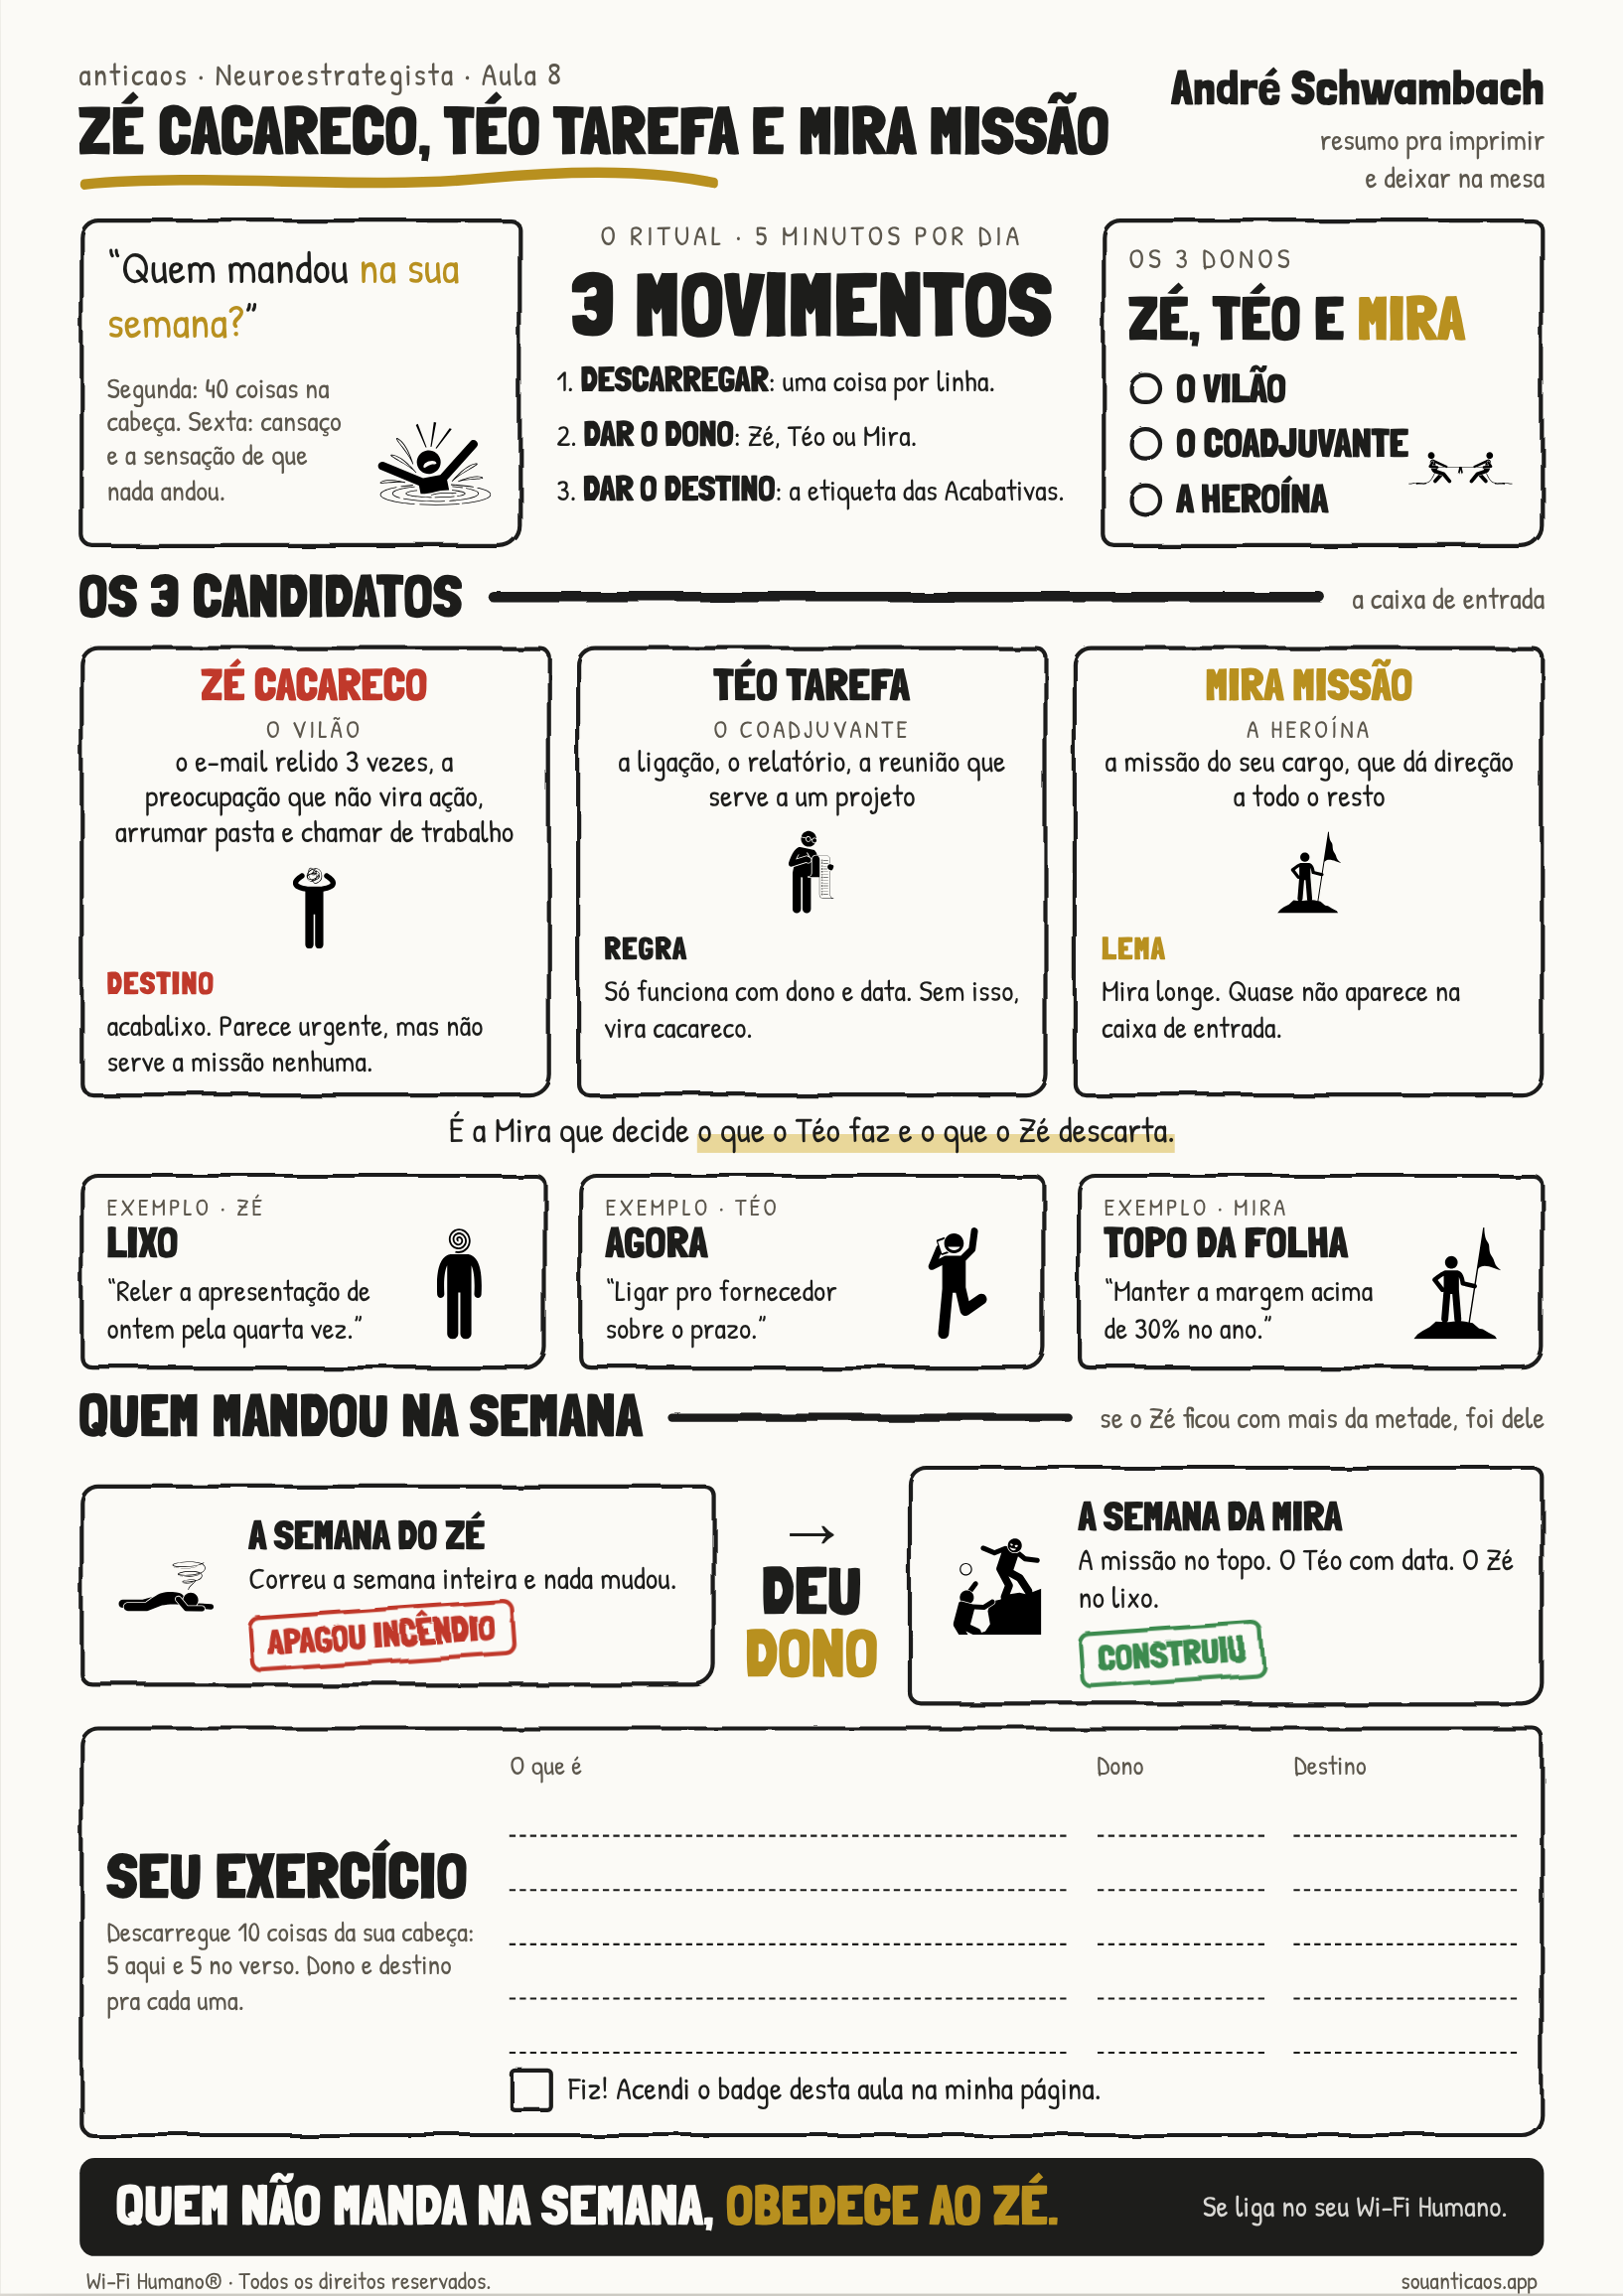 anticaos · Neuroestrategista · Aula 8
ZÉ CACARECO, TÉO TAREFA E MIRA MISSÃO
André Schwambach
resumo pra imprimir
e deixar na mesa
“Quem mandou na sua
semana?”
Segunda: 40 coisas na
cabeça. Sexta: cansaço
e a sensação de que
nada andou.
O RITUAL · 5 MINUTOS POR DIA
3 MOVIMENTOS
1. DESCARREGAR: uma coisa por linha.
2. DAR O DONO: Zé, Téo ou Mira.
3. DAR O DESTINO: a etiqueta das Acabativas.
OS 3 DONOS
ZÉ, TÉO E MIRA
O VILÃO
O COADJUVANTE
A HEROÍNA
OS 3 CANDIDATOS
a caixa de entrada
ZÉ CACARECO
O VILÃO
o e-mail relido 3 vezes, a
preocupação que não vira ação,
arrumar pasta e chamar de trabalho
DESTINO
acabalixo. Parece urgente, mas não
serve a missão nenhuma.
TÉO TAREFA
O COADJUVANTE
a ligação, o relatório, a reunião que
serve a um projeto
REGRA
Só funciona com dono e data. Sem isso,
vira cacareco.
MIRA MISSÃO
A HEROÍNA
a missão do seu cargo, que dá direção
a todo o resto
LEMA
Mira longe. Quase não aparece na
caixa de entrada.
É a Mira que decide o que o Téo faz e o que o Zé descarta.
EXEMPLO · ZÉ
LIXO
“Reler a apresentação de
ontem pela quarta vez.”
EXEMPLO · TÉO
AGORA
“Ligar pro fornecedor
sobre o prazo.”
EXEMPLO · MIRA
TOPO DA FOLHA
“Manter a margem acima
de 30% no ano.”
QUEM MANDOU NA SEMANA
se o Zé ficou com mais da metade, foi dele
A SEMANA DO ZÉ
Correu a semana inteira e nada mudou.
APAGOU INCÊNDIO
→
DEU
DONO
A SEMANA DA MIRA
A missão no topo. O Téo com data. O Zé
no lixo.
CONSTRUIU
SEU EXERCÍCIO
Descarregue 10 coisas da sua cabeça:
5 aqui e 5 no verso. Dono e destino
pra cada uma.
O que é
Dono
Destino
Fiz! Acendi o badge desta aula na minha página.
QUEM NÃO MANDA NA SEMANA, OBEDECE AO ZÉ.
Se liga no seu Wi-Fi Humano.
Wi-Fi Humano® · Todos os direitos reservados.
souanticaos.app